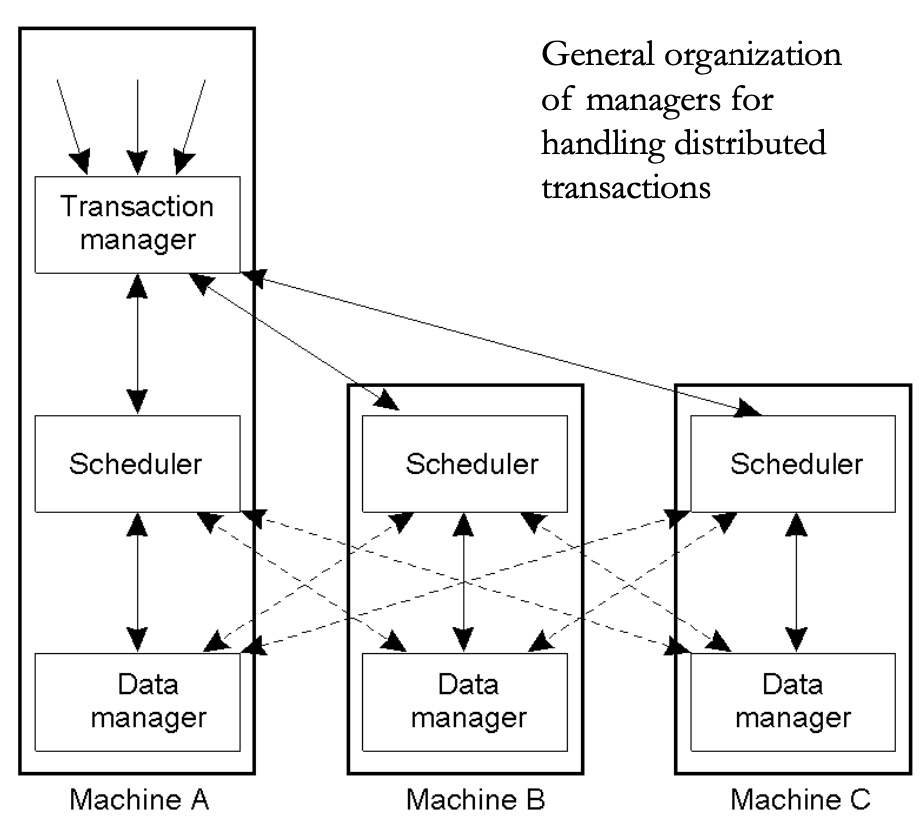 General organization
of managers for
handling distributed
transactions
Transaction
manager
Scheduler
Scheduler
Scheduler
Data
manager
Data
manager
Data
manager
Machine A
Machine B
Machine C